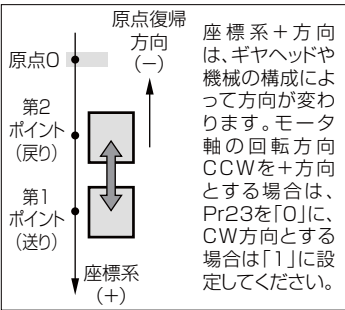 原点復帰
方向
(−)
原点0
第2
ポイント
(戻り)
第1
ポイント
(送り)
座標系
(+)
座標系+方向
は、ギヤヘッドや
機械の構成によ
って方向が変わ
ります。モータ
軸の回転方向
CCWを+方向
とする場合は、
Pr23を「0」に、
CW方向とする
場合は「1」に設
定してください。